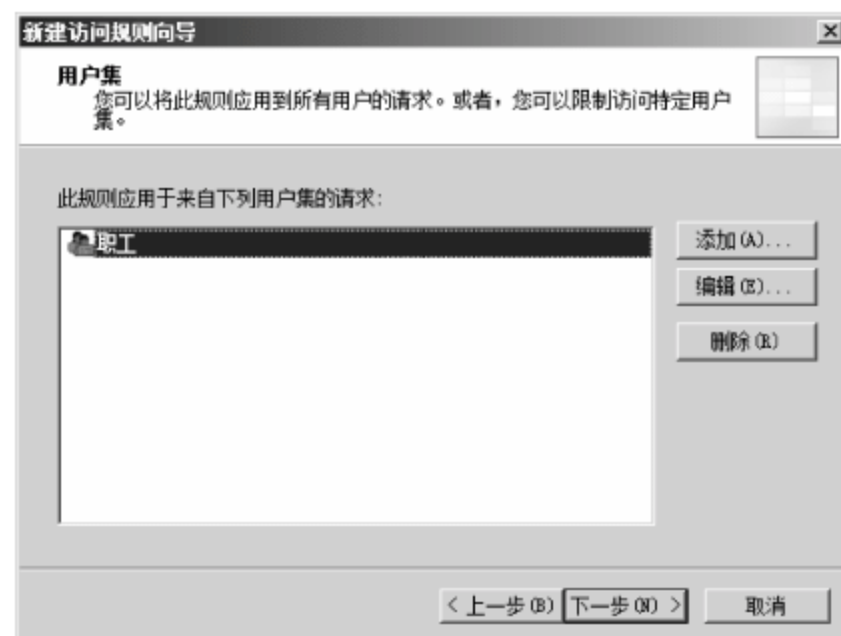 新建访问规则向导
用户集
您可以将此规则应用到所有用户的请求。或者，您可以限制访问特定用户
集。
此规则应用于来自下列用户集的请求:
职工
添加(A)...
编辑(E)...
删除(R)
< 上一步(B)
下一步(N) >
取消